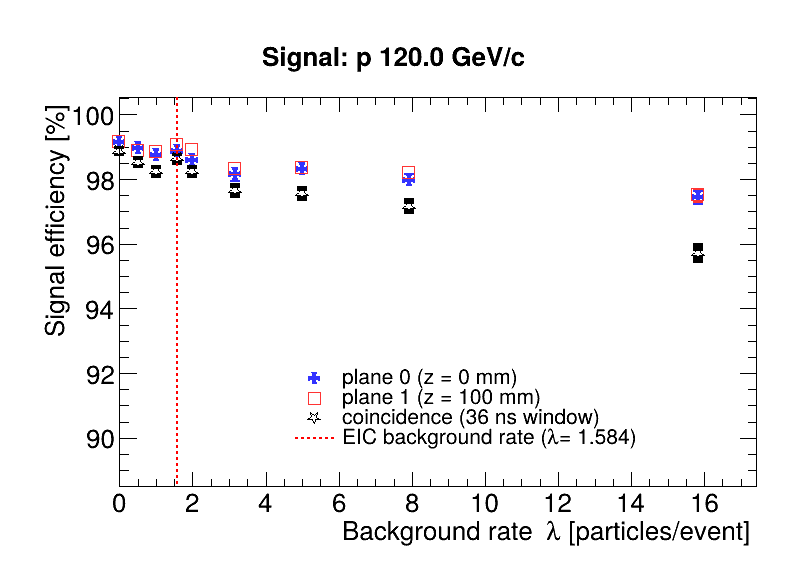 Signal: p 120.0 GeV/c
Signal efficiency [%]
100
98
96
94
92
90
plane 0 (z = 0 mm)
plane 1 (z = 100 mm)
coincidence (36 ns window)
EIC background rate (λ= 1.584)
0 2 4 6 8 10 12 14 16
Background rate λ [particles/event]